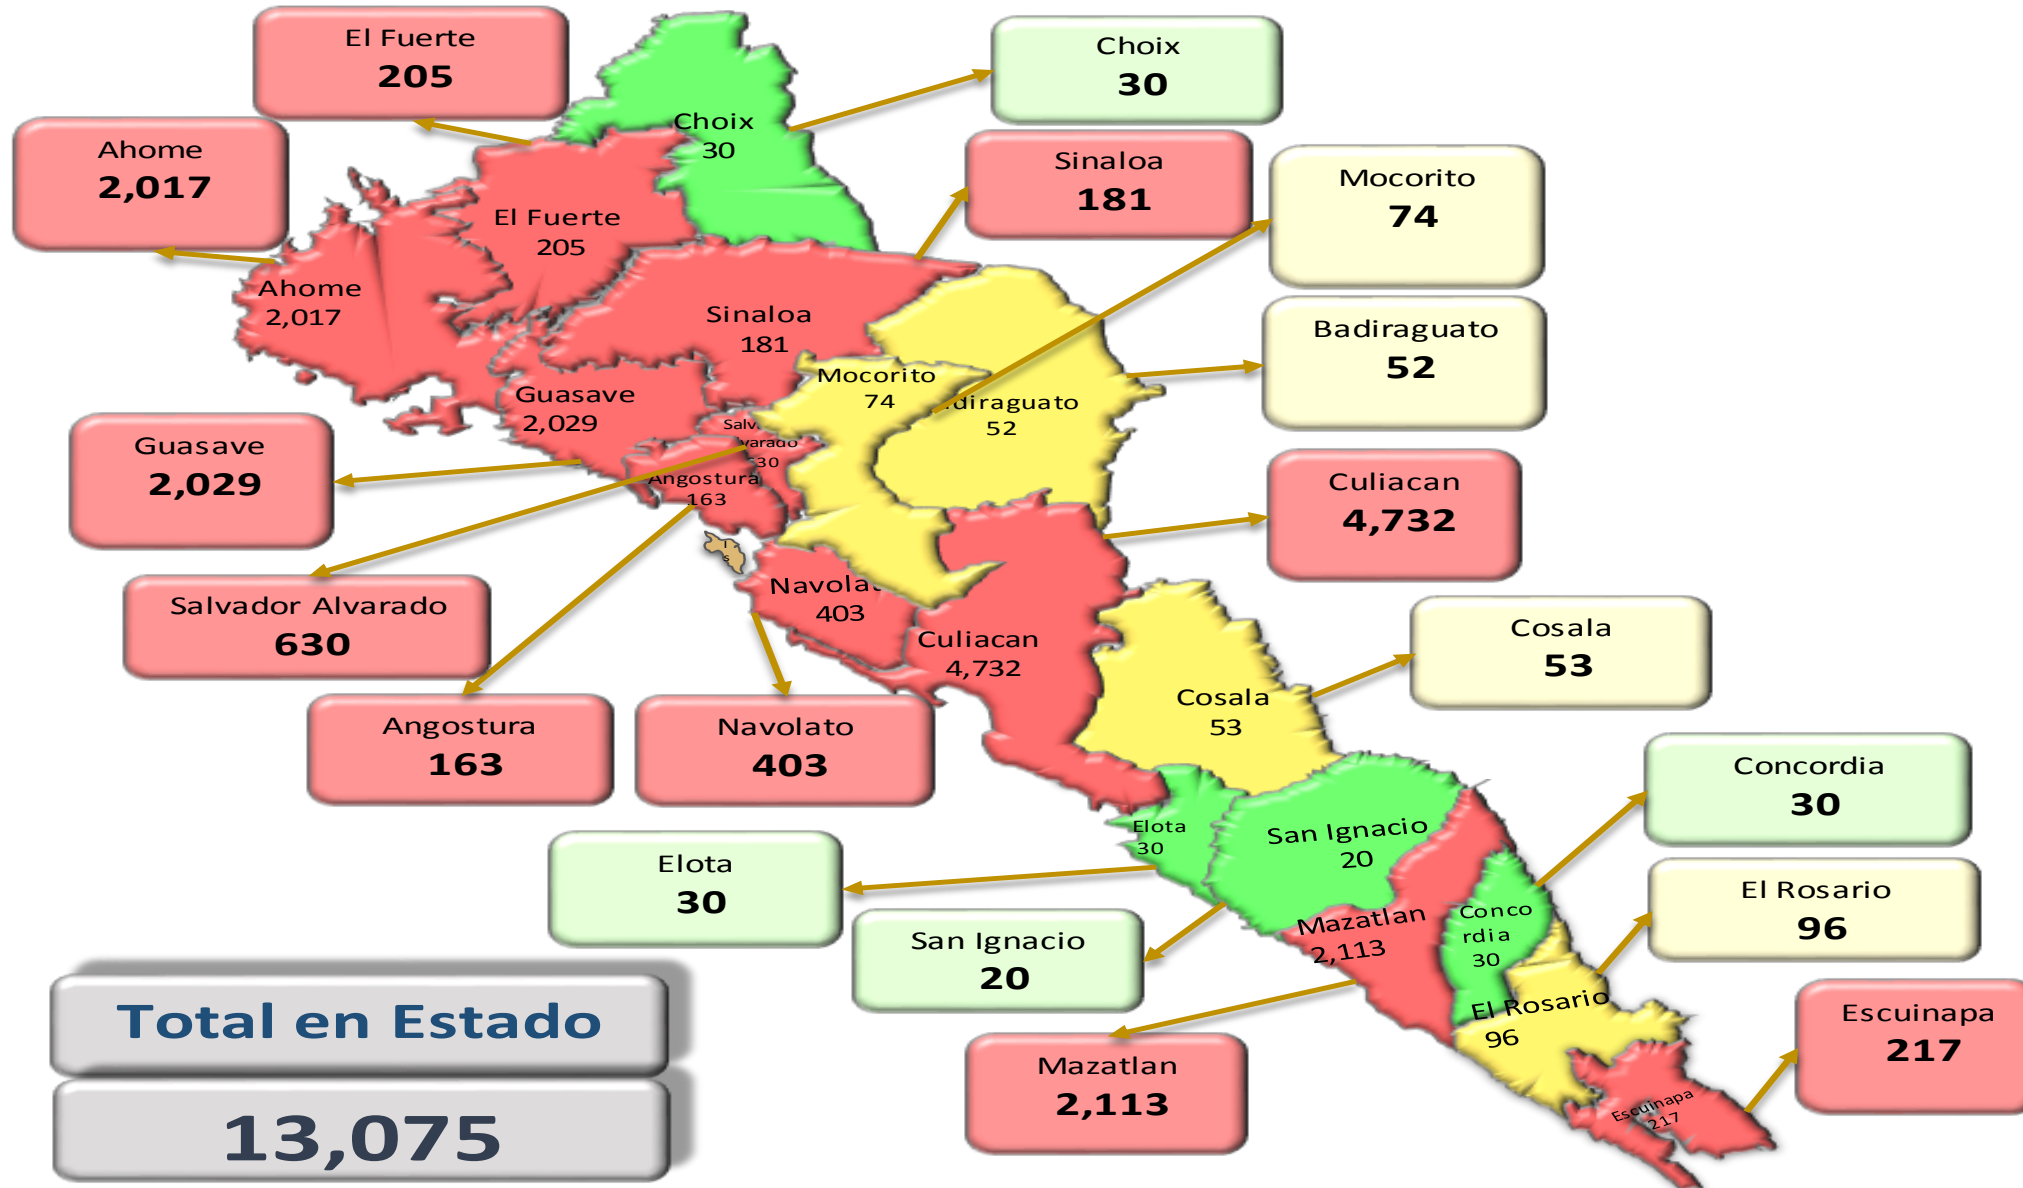 El Fuerte
205
Choix
30
Ahome
2,017
Sinaloa
181
Mocorito
74
Choix
30
El Fuerte
205
Ahome
2,017
Sinaloa
181
Badiraguato
52
Mocorito
74
diraguato
52
Guasave
2,029
Guasave
2,029
Salv
varado
30
Angostura
163
Culiacan
4,732
Salvador Alvarado
630
Navolat
403
Culiacan
4,732
Cosala
53
Cosala
53
Angostura
163
Navolato
403
Concordia
30
Elota
30
San Ignacio
20
Elota
30
San Ignacio
20
Mazatlan
2,113
Conco
rdia
30
El Rosario
96
El Rosario
96
Mazatlan
2,113
Escuinapa
217
Escuinapa
217
Total en Estado
13,075